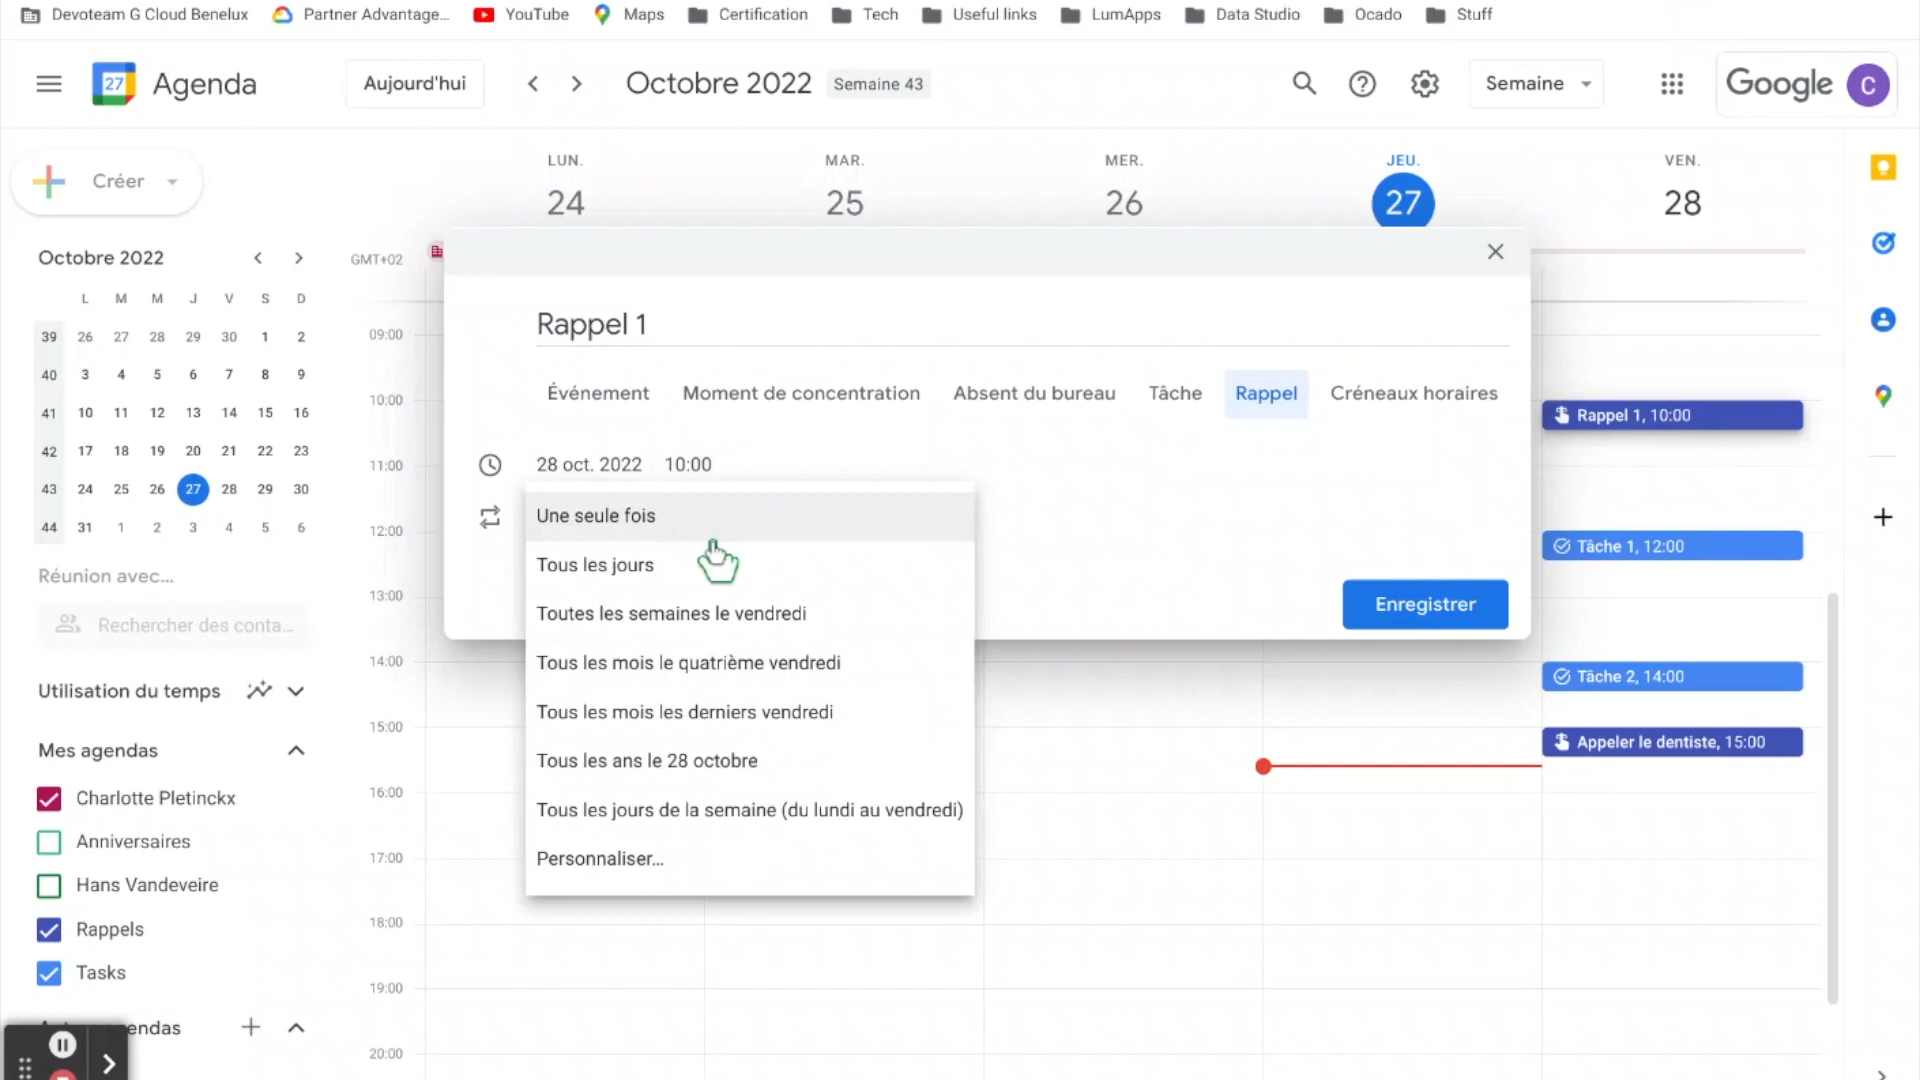 Devoteam G Cloud Benelux Partner Advantage... YouTube Maps Certification Tech Useful links LumApps Data Studio Ocado Stuff
27 Agenda Aujourd'hui Octobre 2022 Semaine 43 Semaine Google C
Créer
LUN. MAR. MER. JEU. VEN.
24 25 26 27 28
Octobre 2022
GMT+02
L M M J V S D
39 26 27 28 29 30 1 2
40 3 4 5 6 7 8 9
41 10 11 12 13 14 15 16
42 17 18 19 20 21 22 23
43 24 25 26 27 28 29 30
44 31 1 2 3 4 5 6
Réunion avec...
Rechercher des conta...
Utilisation du temps
Mes agendas
Charlotte Pletinckx
Anniversaires
Hans Vandeveire
Rappels
Tasks
endas
09:00
10:00
11:00
12:00
13:00
14:00
15:00
16:00
17:00
18:00
19:00
20:00
Rappel 1
Événement Moment de concentration Absent du bureau Tâche Rappel Créneaux horaires
28 oct. 2022 10:00
Une seule fois
Tous les jours
Toutes les semaines le vendredi
Tous les mois le quatrième vendredi
Tous les mois les derniers vendredi
Tous les ans le 28 octobre
Tous les jours de la semaine (du lundi au vendredi)
Personnaliser...
Enregistrer
Rappel 1, 10:00
Tâche 1, 12:00
Tâche 2, 14:00
Appeler le dentiste, 15:00